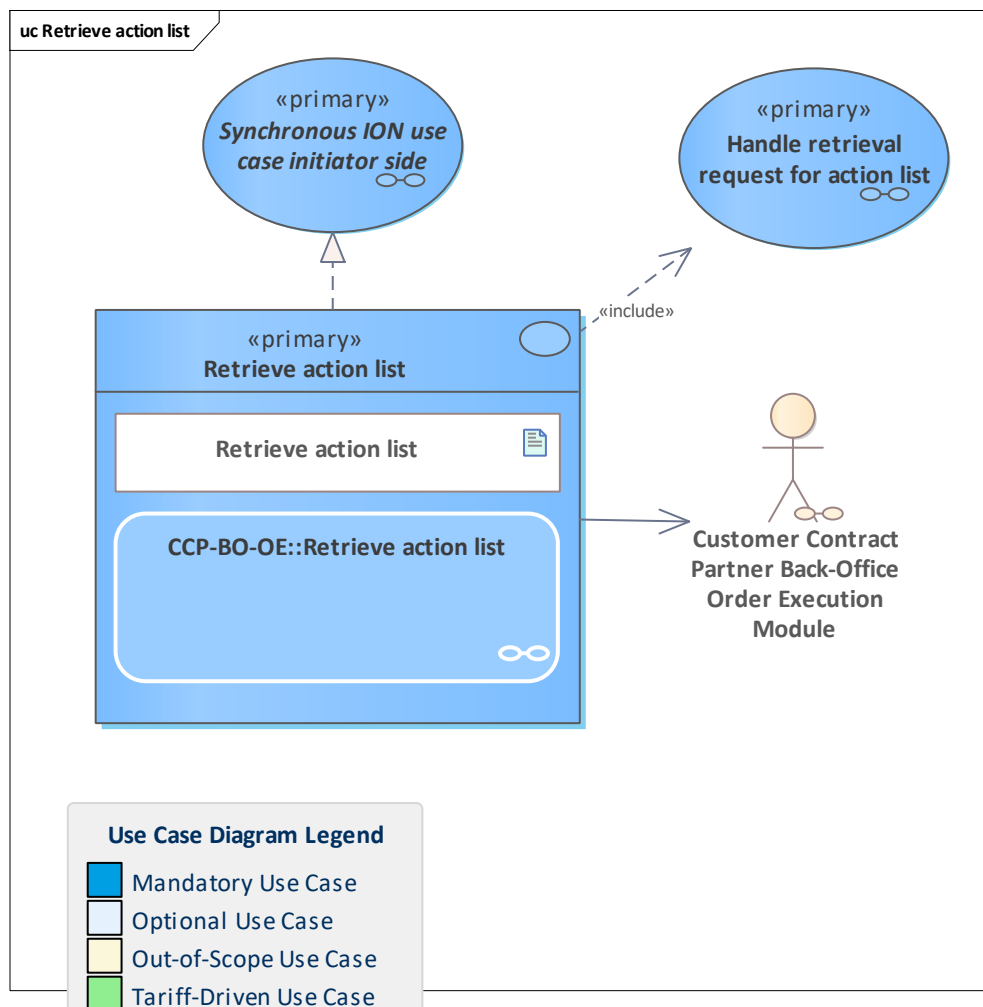 uc Retrieve action list
«primary»
Synchronous ION use
case initiator side
«primary»
Handle retrieval
request for action list
«include»
«primary»
Retrieve action list
Retrieve action list
CCP-BO-OE::Retrieve action list
Customer Contract
Partner Back-Office
Order Execution
Module
Use Case Diagram Legend
Mandatory Use Case
Optional Use Case
Out-of-Scope Use Case
Tariff-Driven Use Case